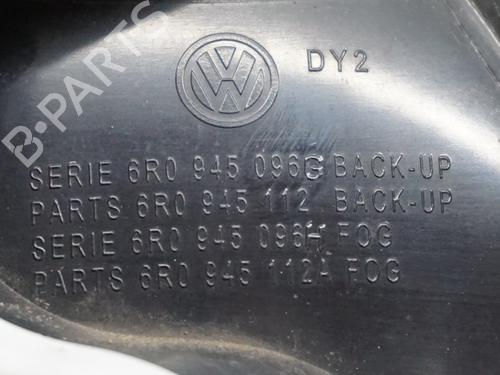 B-PARTS
VW DY2
SERIE 6R0 945 096G BACK-UP
PARTS 6R0 945 112 BACK-UP
SERIE 6R0 945 096H FOG
PARTS 6R0 945 112A FOG